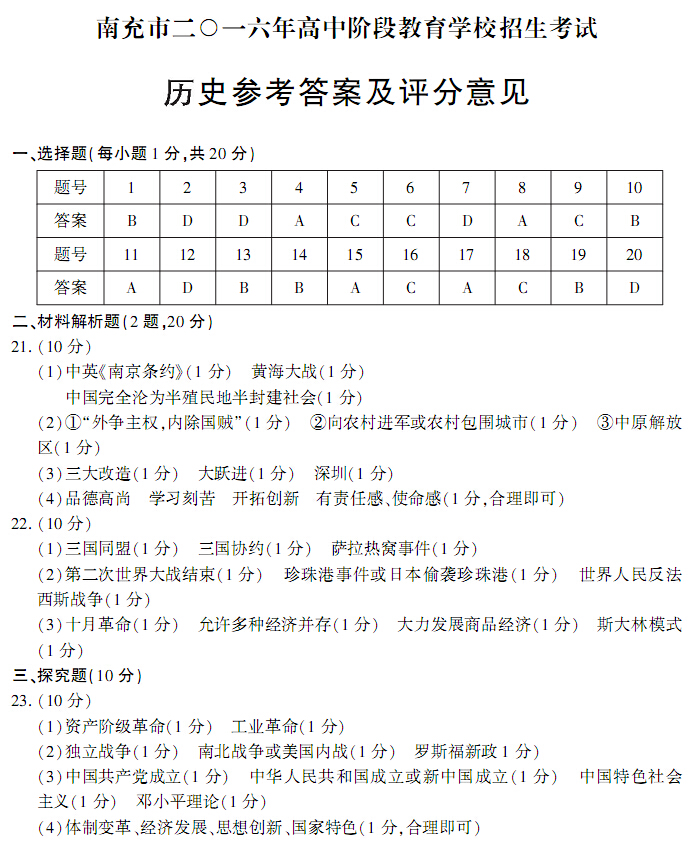 南充市二〇一六年高中阶段教育学校招生考试
历史参考答案及评分意见
一、选择题(每小题1分,共20分)
题号 1 2 3 4 5 6 7 8 9 10
答案 B D D A C C D A C B
题号 11 12 13 14 15 16 17 18 19 20
答案 A D B B A C A C B D
二、材料解析题(2题,20分)
21.(10分)
(1)中英《南京条约》(1分) 黄海大战(1分)
中国完全沦为半殖民地半封建社会(1分)
(2)①“外争主权,内除国贼”(1分) ②向农村进军或农村包围城市(1分) ③中原解放
区(1分)
(3)三大改造(1分) 大跃进(1分) 深圳(1分)
(4)品德高尚 学习刻苦 开拓创新 有责任感、使命感(1分,合理即可)
22.(10分)
(1)三国同盟(1分) 三国协约(1分) 萨拉热窝事件(1分)
(2)第二次世界大战结束(1分) 珍珠港事件或日本偷袭珍珠港(1分) 世界人民反法
西斯战争(1分)
(3)十月革命(1分) 允许多种经济并存(1分) 大力发展商品经济(1分) 斯大林模式
(1分)
三、探究题(10分)
23.(10分)
(1)资产阶级革命(1分) 工业革命(1分)
(2)独立战争(1分) 南北战争或美国内战(1分) 罗斯福新政1分)
(3)中国共产党成立(1分) 中华人民共和国成立或新中国成立(1分) 中国特色社会
主义(1分) 邓小平理论(1分)
(4)体制变革、经济发展、思想创新、国家特色(1分,合理即可)